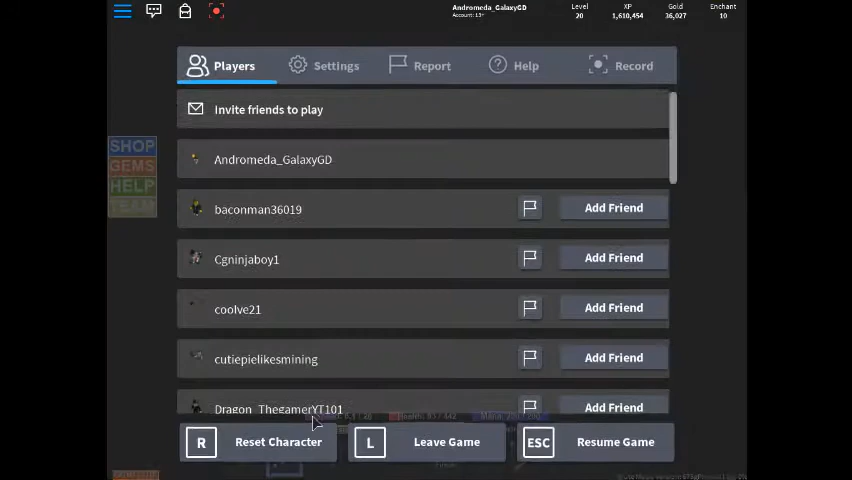 Andromeda_GalaxyGD
Account: 13+
Level
20
XP
1,610,454
Gold
36,027
Enchant
10
Players
Settings
Report
Help
Record
Invite friends to play
Andromeda_GalaxyGD
baconman36019
Add Friend
Cgninjaboy1
Add Friend
coolve21
Add Friend
cutiepielikesmining
Add Friend
Dragon_ThegamerYT101
Add Friend
SHOP
GEMS
HELP
TEAM
R
Reset Character
L
Leave Game
ESC
Resume Game